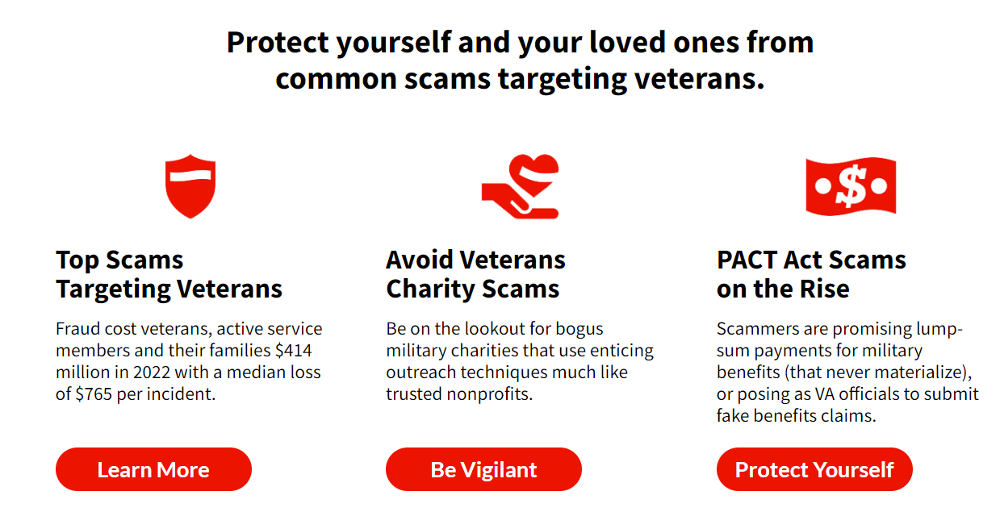 Protect yourself and your loved ones from
common scams targeting veterans.
$
Top Scams
Targeting Veterans
Fraud cost veterans, active service
members and their families $414
million in 2022 with a median loss
of $765 per incident.
Learn More
Avoid Veterans
Charity Scams
Be on the lookout for bogus
military charities that use enticing
outreach techniques much like
trusted nonprofits.
Be Vigilant
PACT Act Scams
on the Rise
Scammers are promising lump-
sum payments for military
benefits (that never materialize),
or posing as VA officials to submit
fake benefits claims.
Protect Yourself